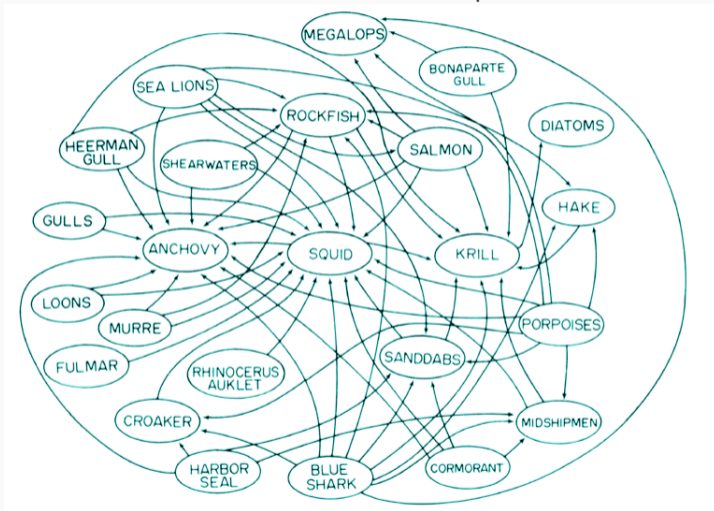 MEGALOPS
BONAPARTE
GULL
SEA LIONS
ROCKFISH
DIATOMS
HEERMAN
GULL
SALMON
SHEARWATERS
HAKE
GULLS
ANCHOVY
SQUID
KRILL
LOONS
MURRE
PORPOISES
FULMAR
SANDDABS
RHINOCERUS
AUKLET
CROAKER
MIDSHIPMEN
HARBOR
SEAL
BLUE
SHARK
CORMORANT